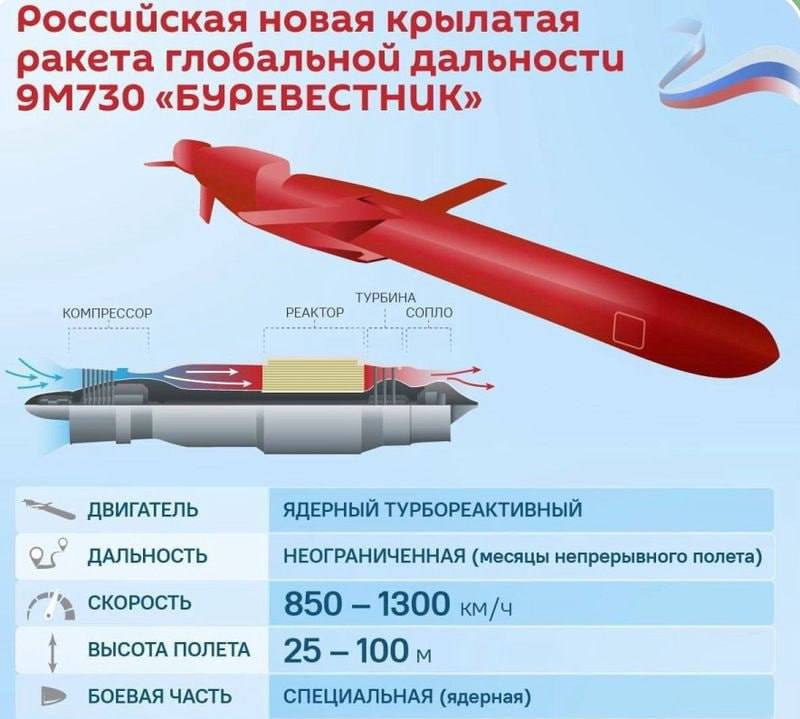 Российская новая крылатая
ракета глобальной дальности
9М730 «БУРЕВЕСТНИК»
КОМПРЕССОР
РЕАКТОР
ТУРБИНА
СОПЛО
ДВИГАТЕЛЬ ЯДЕРНЫЙ ТУРБОРЕАКТИВНЫЙ
ДАЛЬНОСТЬ НЕОГРАНИЧЕННАЯ (месяцы непрерывного полета)
СКОРОСТЬ 850 – 1300 КМ/Ч
ВЫСОТА ПОЛЕТА 25 – 100 М
БОЕВАЯ ЧАСТЬ СПЕЦИАЛЬНАЯ (ядерная)